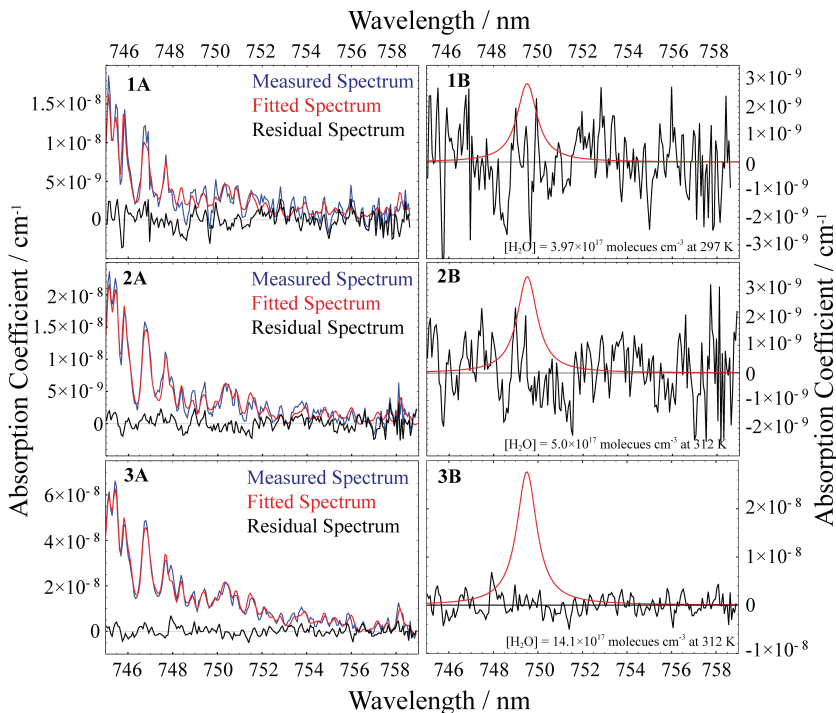 Wavelength / nm
746 748 750 752 754 756 758
746 748 750 752 754 756 758
1A
Measured Spectrum
Fitted Spectrum
Residual Spectrum
1.5×10⁻⁸
1×10⁻⁸
5×10⁻⁹
0
1B
3×10⁻⁹
2×10⁻⁹
1×10⁻⁹
0
-1×10⁻⁹
-2×10⁻⁹
-3×10⁻⁹
[H₂O] = 3.97×10¹⁷ molecues cm⁻³ at 297 K
Absorption Coefficient / cm⁻¹
2A
Measured Spectrum
Fitted Spectrum
Residual Spectrum
2×10⁻⁸
1.5×10⁻⁸
1×10⁻⁸
5×10⁻⁹
0
2B
3×10⁻⁹
2×10⁻⁹
1×10⁻⁹
0
-1×10⁻⁹
-2×10⁻⁹
[H₂O] = 5.0×10¹⁷ molecues cm⁻³ at 312 K
Absorption Coefficient / cm⁻¹
3A
Measured Spectrum
Fitted Spectrum
Residual Spectrum
6×10⁻⁸
4×10⁻⁸
2×10⁻⁸
0
3B
2×10⁻⁸
1×10⁻⁸
0
-1×10⁻⁸
[H₂O] = 14.1×10¹⁷ molecues cm⁻³ at 312 K
746 748 750 752 754 756 758
746 748 750 752 754 756 758
Wavelength / nm